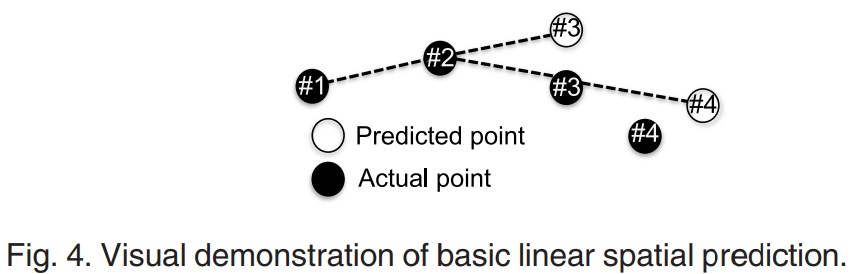 #3
#2
#1
#3
#4
#4
Predicted point
Actual point
Fig. 4. Visual demonstration of basic linear spatial prediction.